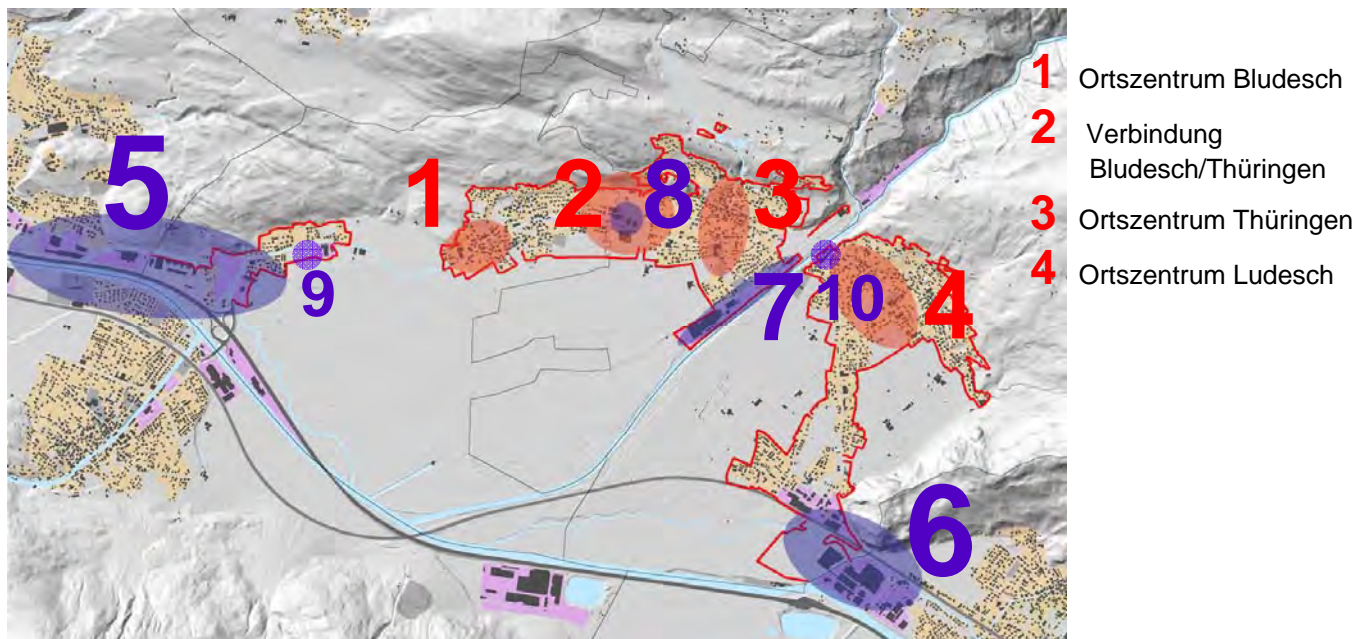 5
1
2
8
3
9
7
10
4
6
1 Ortszentrum Bludesch
2 Verbindung
Bludesch/Thüringen
3 Ortszentrum Thüringen
4 Ortszentrum Ludesch